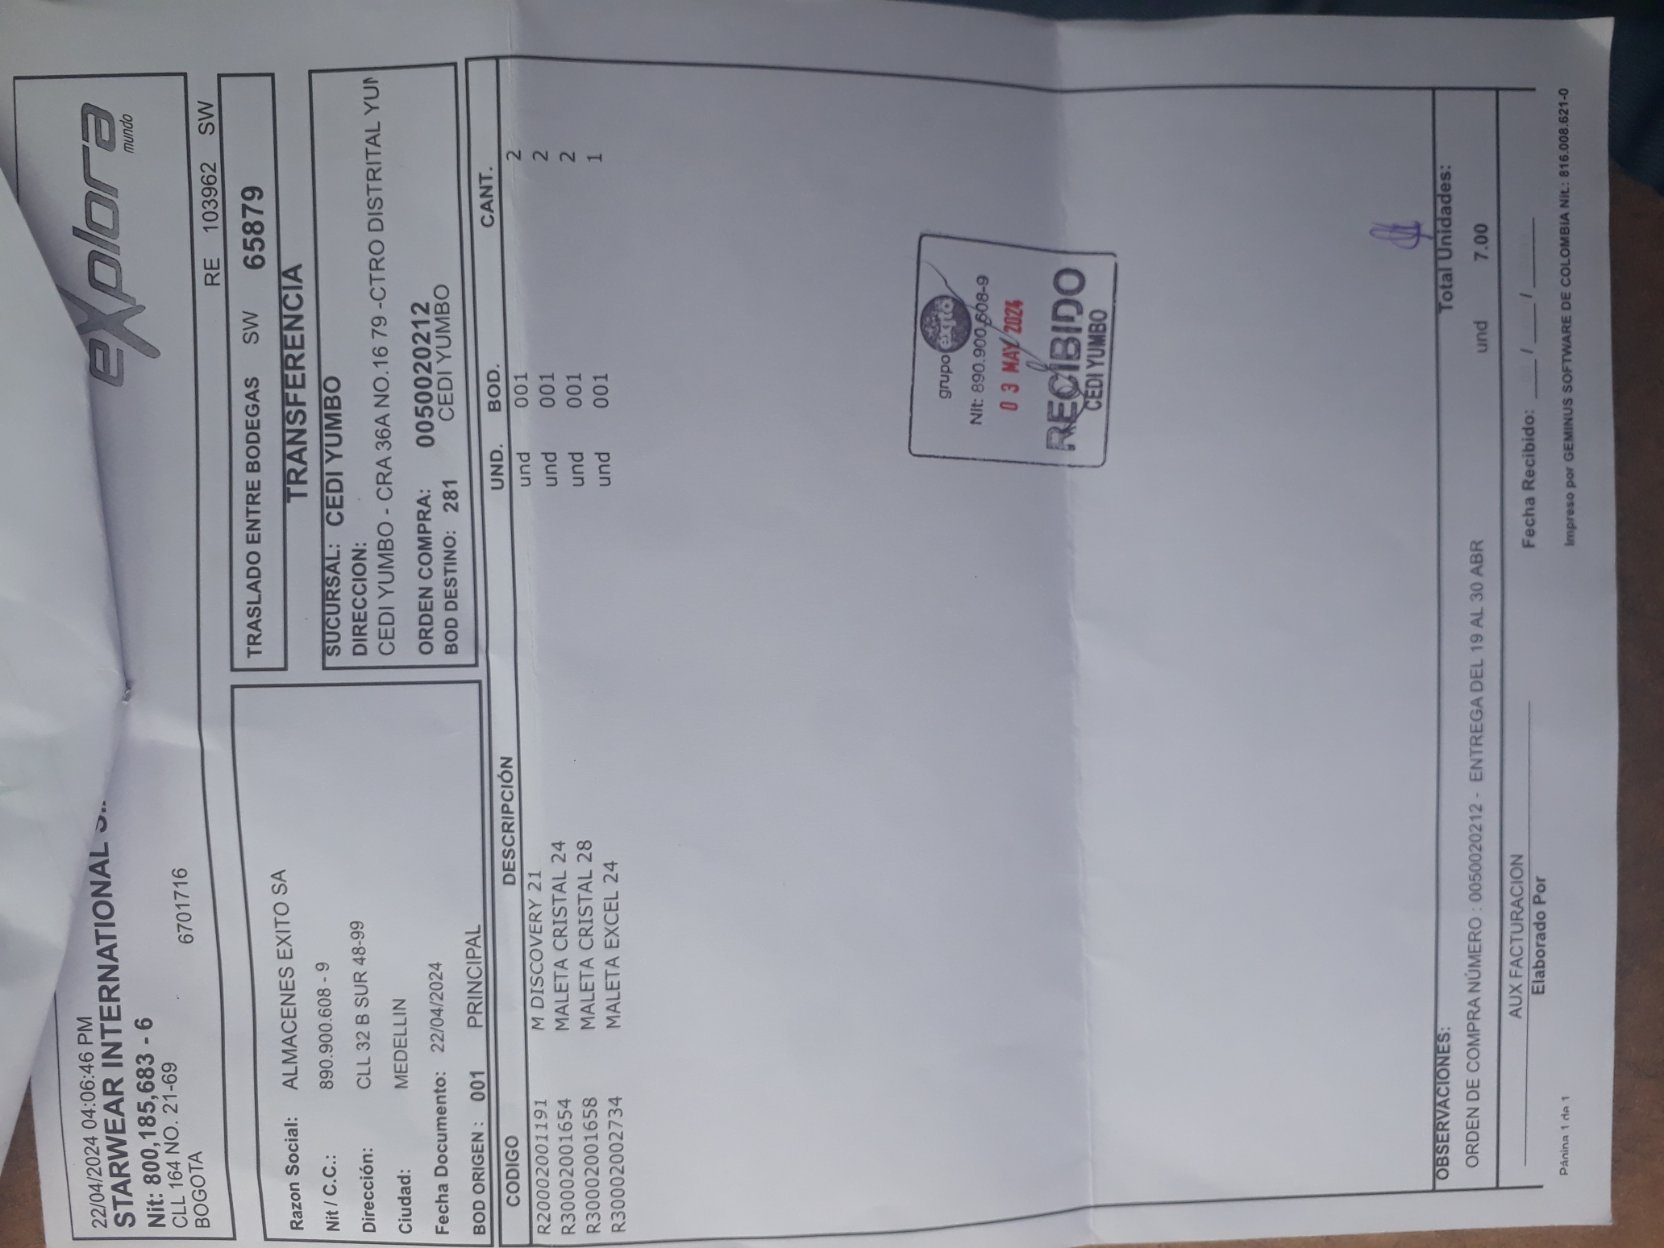 22/04/2024 04:06:46 PM
STARWEAR INTERNATIONAL
Nit: 800,185,683 - 6
CLL 164 NO. 21-69
BOGOTA 6701716
eXplora
mundo
RE 103962 SW
TRASLADO ENTRE BODEGAS SW 65879
TRANSFERENCIA
Razon Social: ALMACENES EXITO SA
Nit / C.C.: 890.900.608 - 9
Dirección: CLL 32 B SUR 48-99
Ciudad: MEDELLIN
Fecha Documento: 22/04/2024
BOD ORIGEN : 001 PRINCIPAL
SUCURSAL: CEDI YUMBO
DIRECCION:
CEDI YUMBO - CRA 36A NO.16 79 -CTRO DISTRITAL YUM
ORDEN COMPRA: 0050020212
BOD DESTINO: 281 CEDI YUMBO
CODIGO DESCRIPCIÓN UND. BOD. CANT.
R20002001191 M DISCOVERY 21 und 001 2
R30002001654 MALETA CRISTAL 24 und 001 2
R30002001658 MALETA CRISTAL 28 und 001 2
R30002002734 MALETA EXCEL 24 und 001 1
grupo éxito
Nit: 890.900.608-9
03 MAY 2024
RECIBIDO
CEDI YUMBO
OBSERVACIONES: Total Unidades:
ORDEN DE COMPRA NÚMERO : 0050020212 - ENTREGA DEL 19 AL 30 ABR und 7.00
AUX FACTURACION
Elaborado Por
Fecha Recibido: ___ / ___ / ______
Página 1 de 1
Impreso por GEMINUS SOFTWARE DE COLOMBIA Nit.: 816.008.621-0